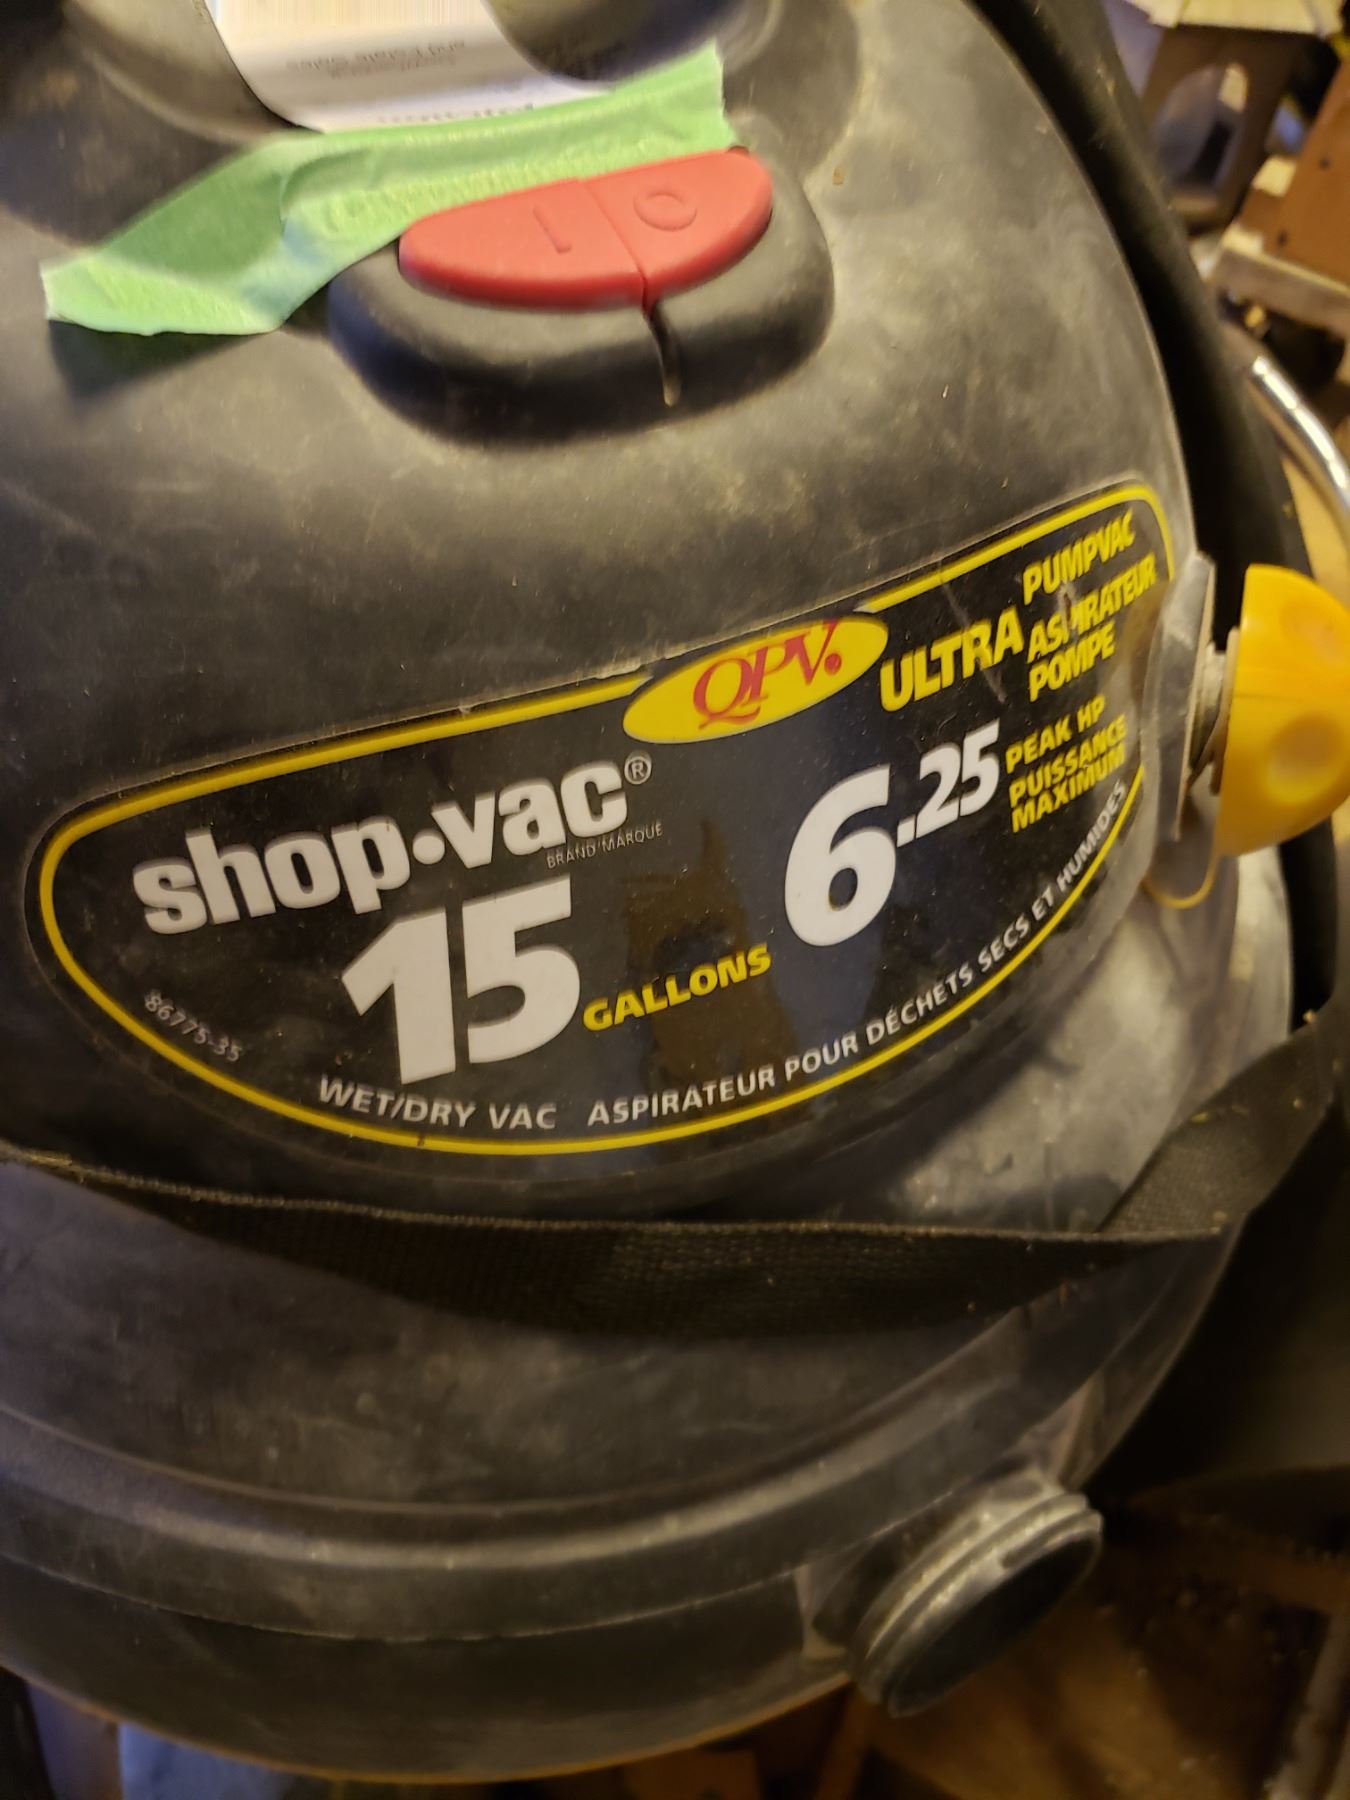 I O
QPV.
ULTRA
PUMPVAC
ASPIRATEUR
POMPE
shop•vac®
BRAND/MARQUE
15 GALLONS
6.25
PEAK HP
PUISSANCE
MAXIMUM
86775-35
WET/DRY VAC ASPIRATEUR POUR DÉCHETS SECS ET HUMIDES